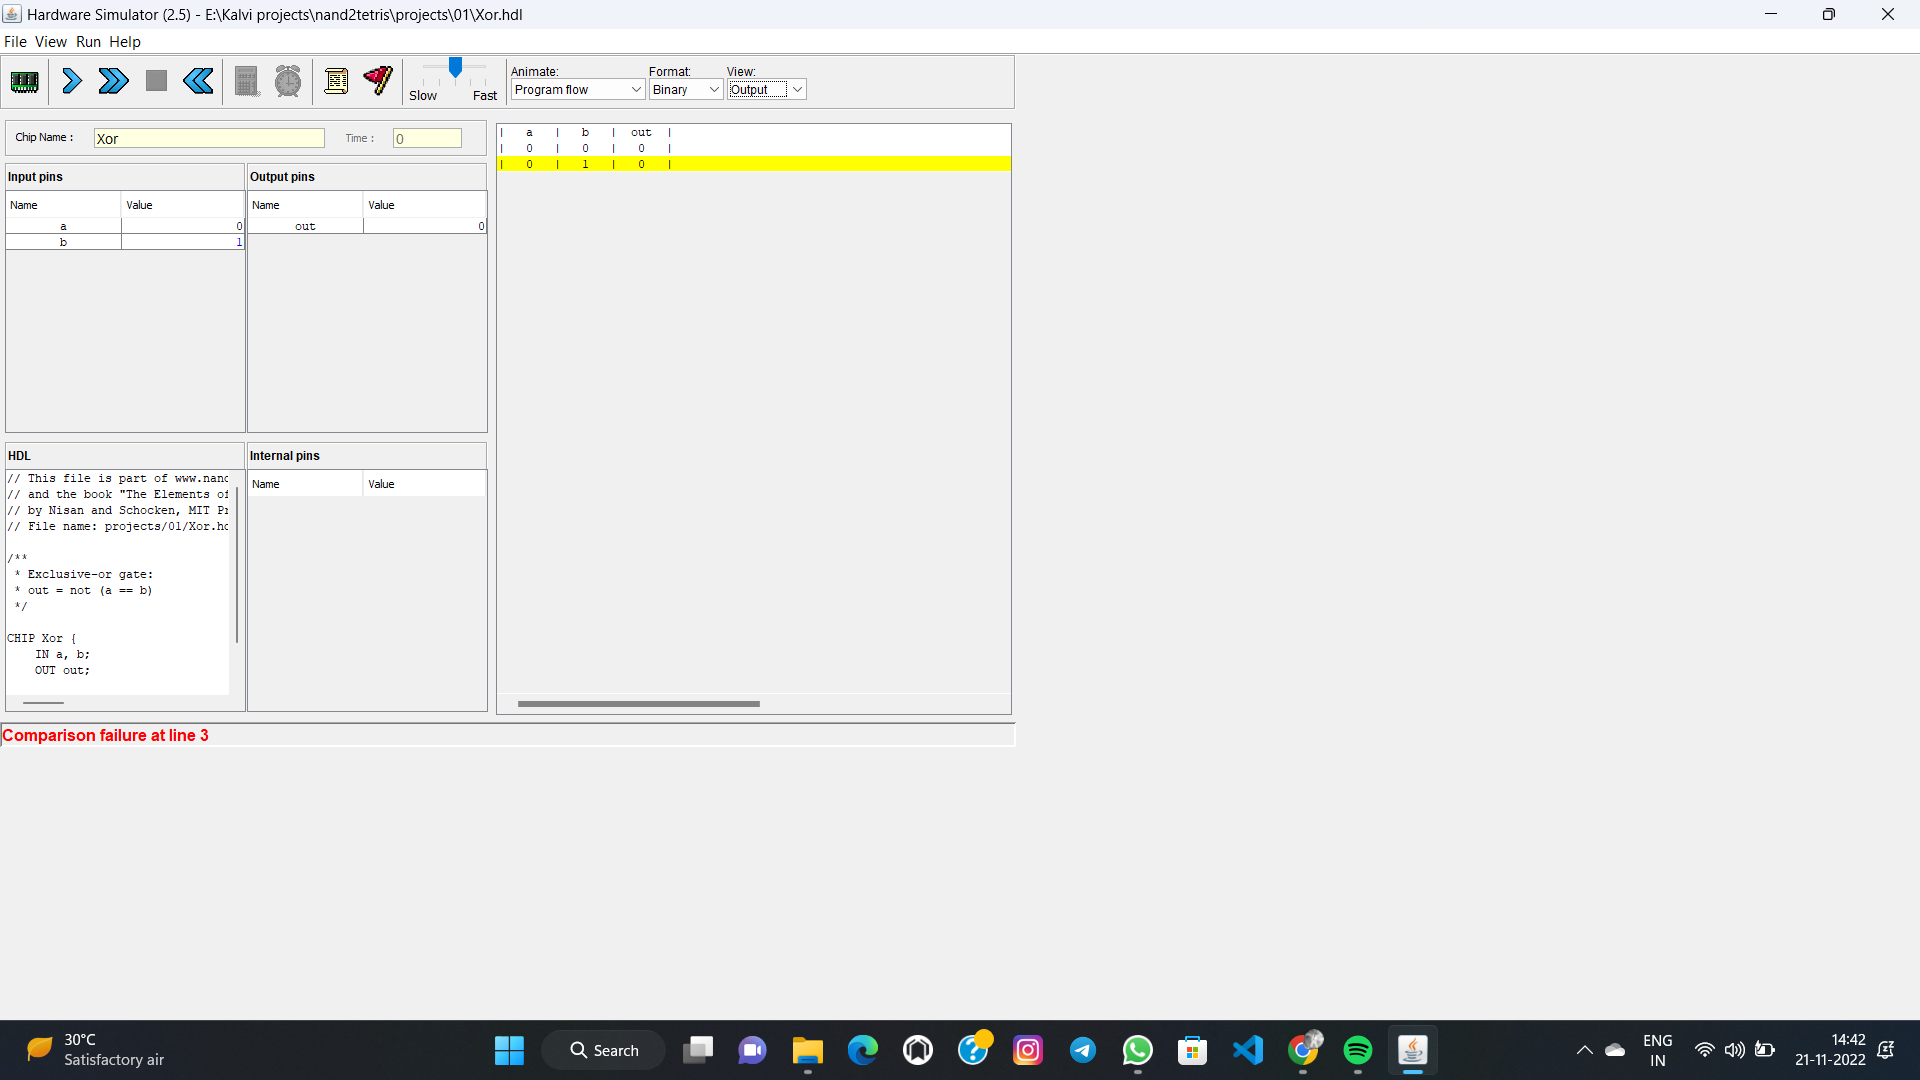 Hardware Simulator (2.5) - E:\Kalvi projects\nand2tetris\projects\01\Xor.hdl
File View Run Help
Slow Fast
Animate: Format: View:
Program flow Binary Output
Chip Name : Xor Time : 0
Input pins
Name Value
a 0
b 1
Output pins
Name Value
out 0
HDL
// This file is part of www.nand
// and the book "The Elements of
// by Nisan and Schocken, MIT Pr
// File name: projects/01/Xor.hd
/**
* Exclusive-or gate:
* out = not (a == b)
*/
CHIP Xor {
IN a, b;
OUT out;
Internal pins
Name Value
| a | b | out |
| 0 | 0 | 0 |
| 0 | 1 | 0 |
Comparison failure at line 3
30°C
Satisfactory air
Search
ENG
IN
14:42
21-11-2022